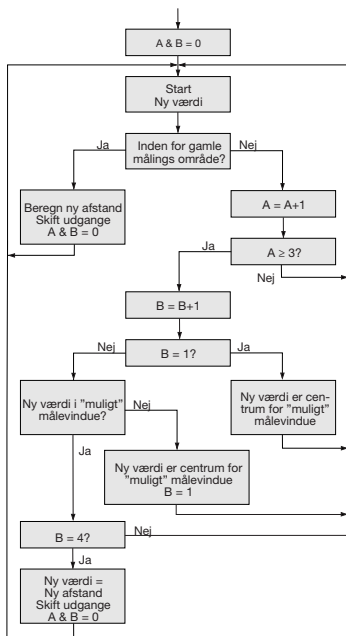 A & B = 0
Start
Ny værdi
Inden for gamle
målings område?
Ja
Nej
Beregn ny afstand
Skift udgange
A & B = 0
A = A+1
A ≥ 3?
Ja
Nej
B = B+1
B = 1?
Nej
Ja
Ny værdi i "muligt"
målevindue?
Nej
Ja
Ny værdi er cen-
trum for "muligt"
målevindue
Ny værdi er centrum for
"muligt" målevindue
B = 1
B = 4?
Nej
Ja
Ny værdi =
Ny afstand
Skift udgange
A & B = 0